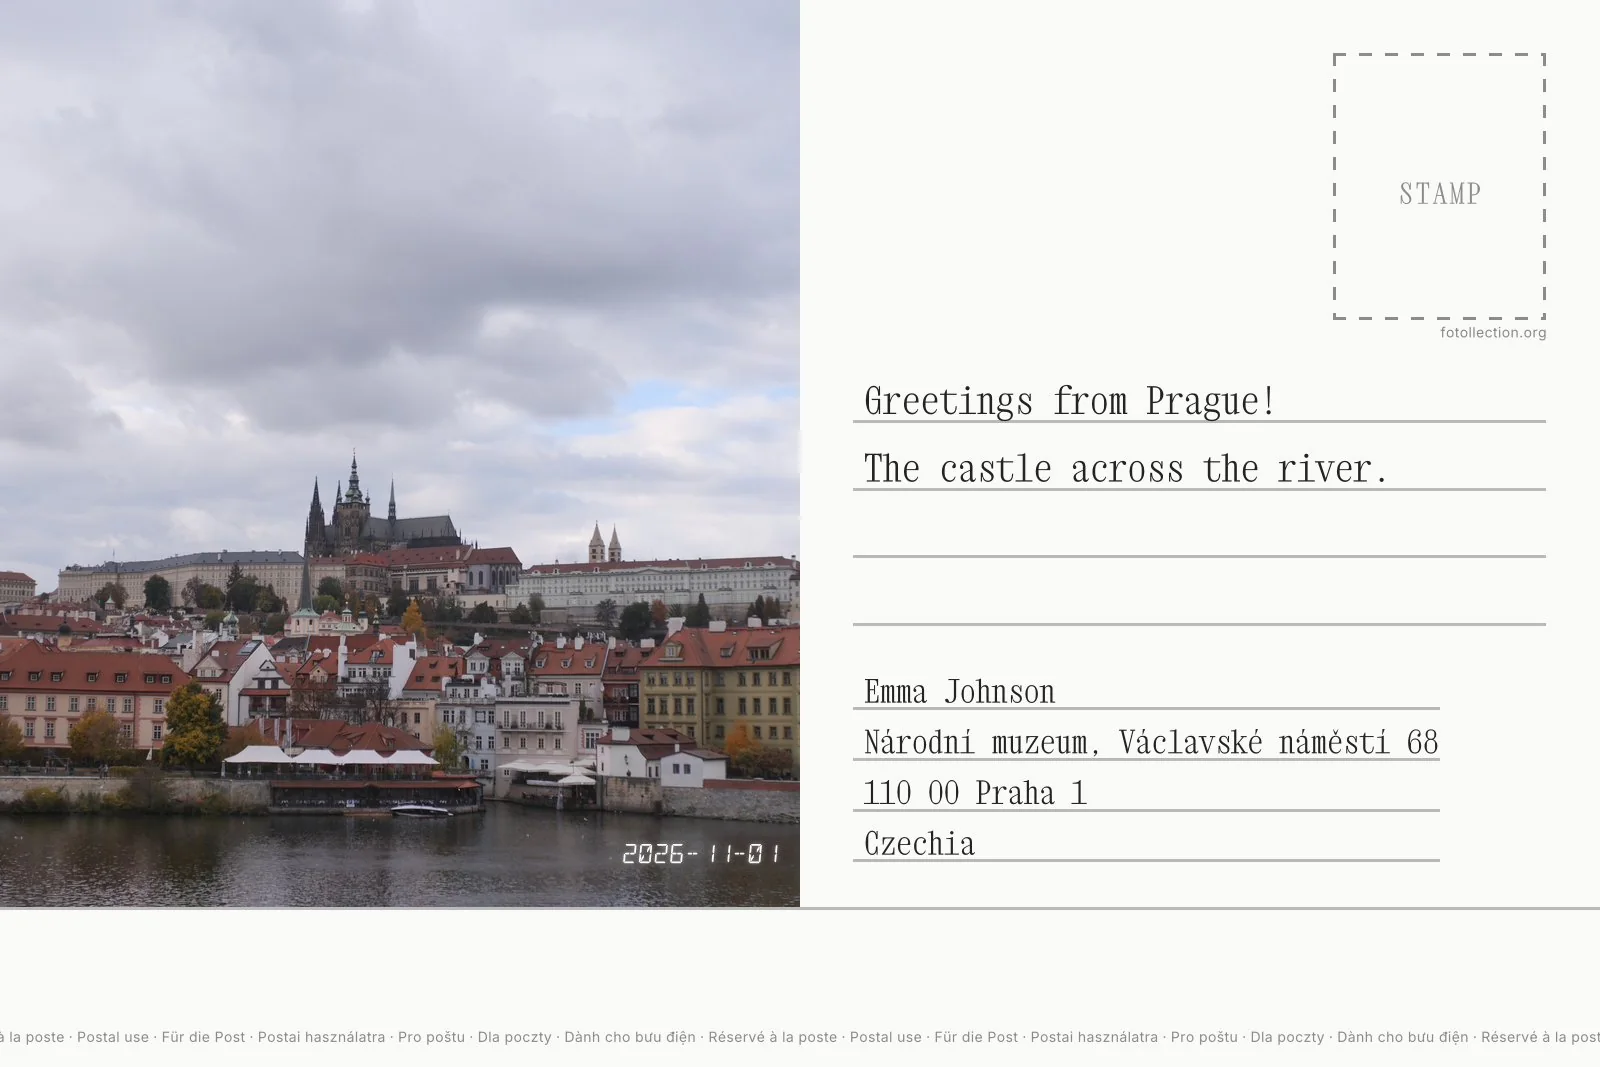 STAMP
fotollection.org
Greetings from Prague!
The castle across the river.
Emma Johnson
Národní muzeum, Václavské náměstí 68
110 00 Praha 1
Czechia
2026-11-01
à la poste · Postal use · Für die Post · Postai használatra · Pro poštu · Dla poczty · Dành cho bưu điện · Réservé à la poste · Postal use · Für die Post · Postai használatra · Pro poštu · Dla poczty · Dành cho bưu điện · Réservé à la post